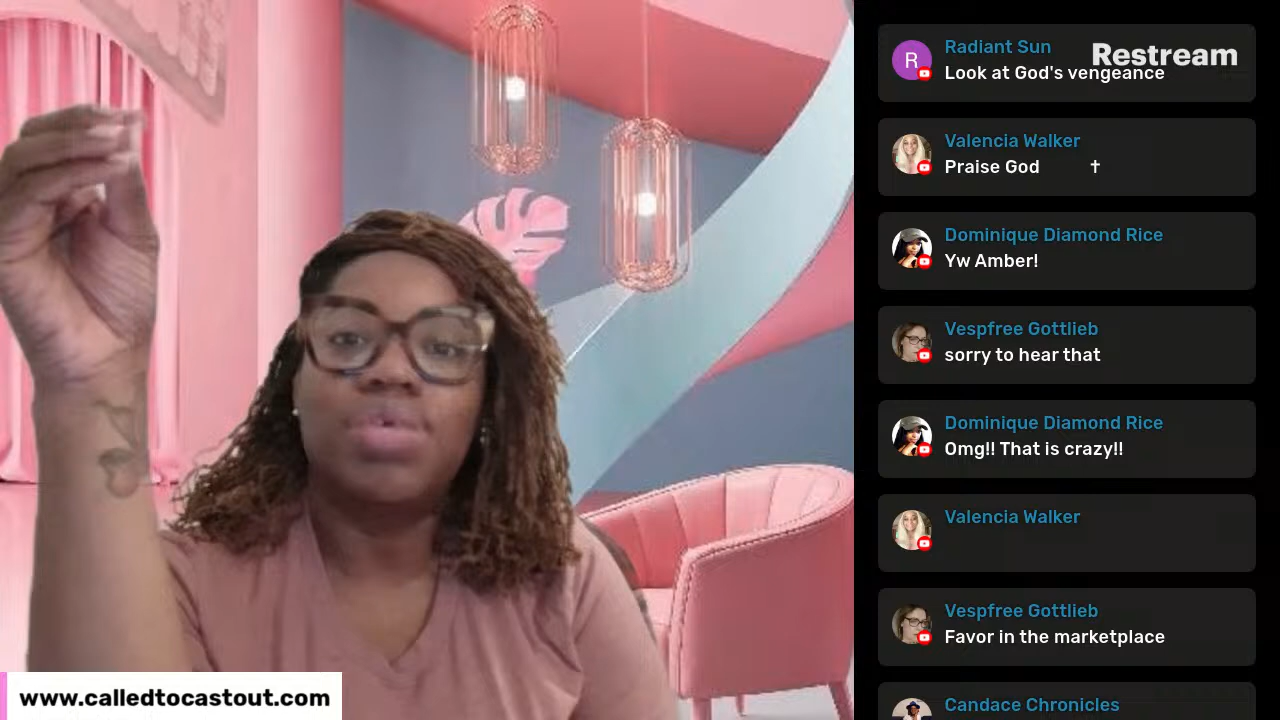 Radiant Sun
Restream
Look at God's vengeance
Valencia Walker
Praise God ✝
Dominique Diamond Rice
Yw Amber!
Vespfree Gottlieb
sorry to hear that
Dominique Diamond Rice
Omg!! That is crazy!!
Valencia Walker
Vespfree Gottlieb
Favor in the marketplace
Candace Chronicles
www.calledtocastout.com
R